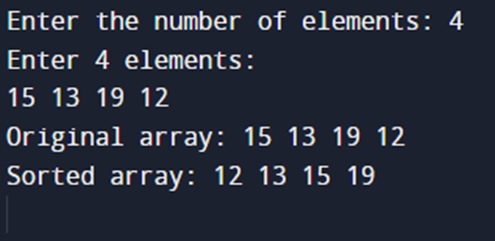 Enter the number of elements: 4
Enter 4 elements:
15 13 19 12
Original array: 15 13 19 12
Sorted array: 12 13 15 19